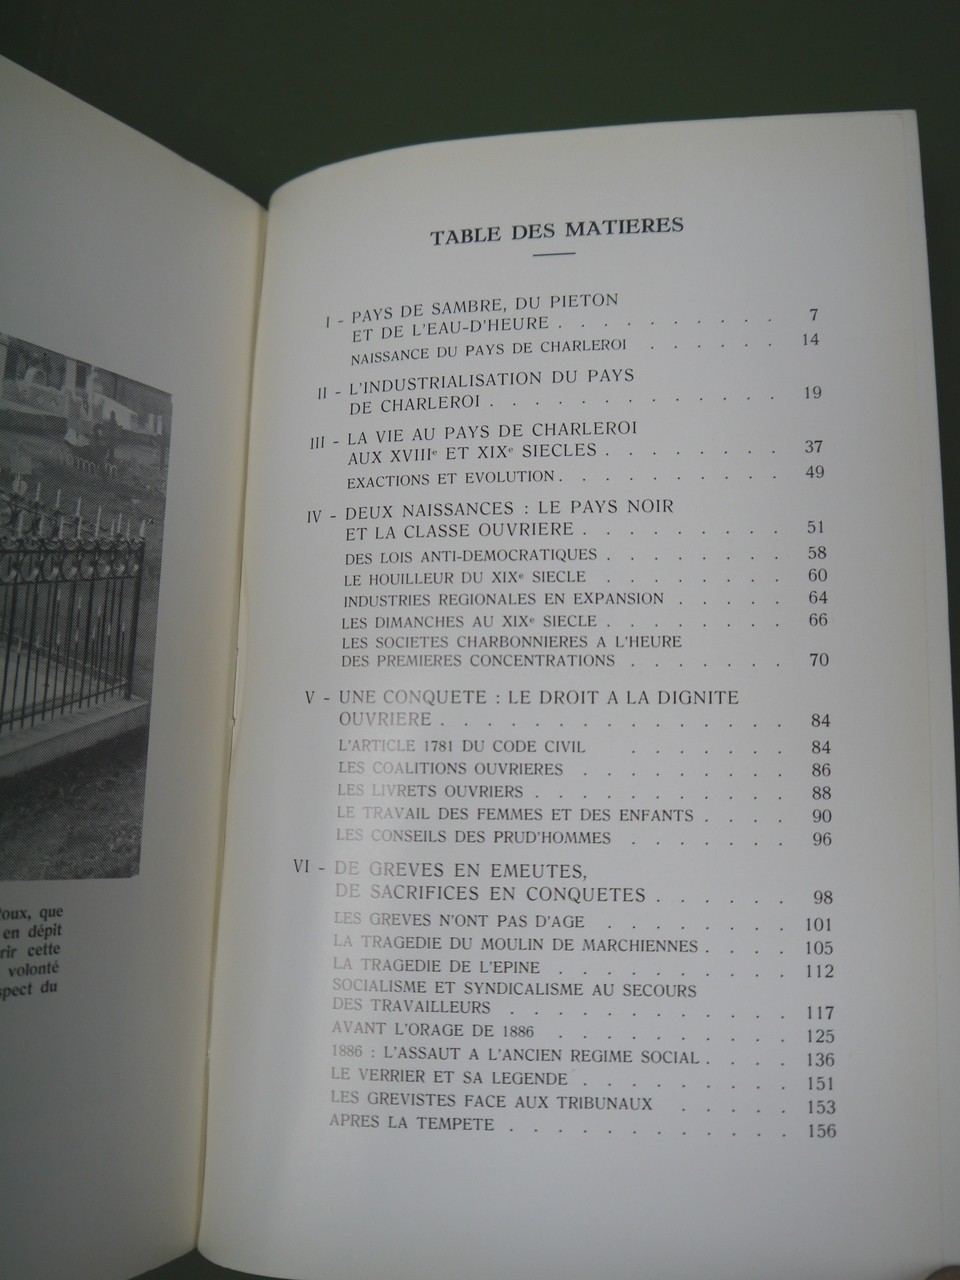 oux, que
en dépit
rir cette
volonté
spect du
TABLE DES MATIERES
I - PAYS DE SAMBRE, DU PIETON
ET DE L'EAU-D'HEURE . . . . . . . . . . 7
NAISSANCE DU PAYS DE CHARLEROI . . . . . . 14
II - L'INDUSTRIALISATION DU PAYS
DE CHARLEROI . . . . . . . . . . . . . 19
III - LA VIE AU PAYS DE CHARLEROI
AUX XVIIIe ET XIXe SIECLES . . . . . . . . 37
EXACTIONS ET EVOLUTION . . . . . . . . . . 49
IV - DEUX NAISSANCES : LE PAYS NOIR
ET LA CLASSE OUVRIERE . . . . . . . . . 51
DES LOIS ANTI-DEMOCRATIQUES . . . . . . . . 58
LE HOUILLEUR DU XIXe SIECLE . . . . . . . . 60
INDUSTRIES REGIONALES EN EXPANSION . . . . . 64
LES DIMANCHES AU XIXe SIECLE . . . . . . . . 66
LES SOCIETES CHARBONNIERES A L'HEURE
DES PREMIERES CONCENTRATIONS . . . . . . . 70
V - UNE CONQUETE : LE DROIT A LA DIGNITE
OUVRIERE . . . . . . . . . . . . . . . 84
L'ARTICLE 1781 DU CODE CIVIL . . . . . . . 84
LES COALITIONS OUVRIERES . . . . . . . . . 86
LES LIVRETS OUVRIERS . . . . . . . . . . . 88
LE TRAVAIL DES FEMMES ET DES ENFANTS . . . . 90
LES CONSEILS DES PRUD'HOMMES . . . . . . . 96
VI - DE GREVES EN EMEUTES,
DE SACRIFICES EN CONQUETES . . . . . . 98
LES GREVES N'ONT PAS D'AGE . . . . . . . . 101
LA TRAGEDIE DU MOULIN DE MARCHIENNES . . . . 105
LA TRAGEDIE DE L'EPINE . . . . . . . . . . 112
SOCIALISME ET SYNDICALISME AU SECOURS
DES TRAVAILLEURS . . . . . . . . . . . . 117
AVANT L'ORAGE DE 1886 . . . . . . . . . . 125
1886 : L'ASSAUT A L'ANCIEN REGIME SOCIAL . . . . 136
LE VERRIER ET SA LEGENDE . . . . . . . . . 151
LES GREVISTES FACE AUX TRIBUNAUX . . . . . 153
APRES LA TEMPETE . . . . . . . . . . . . 156